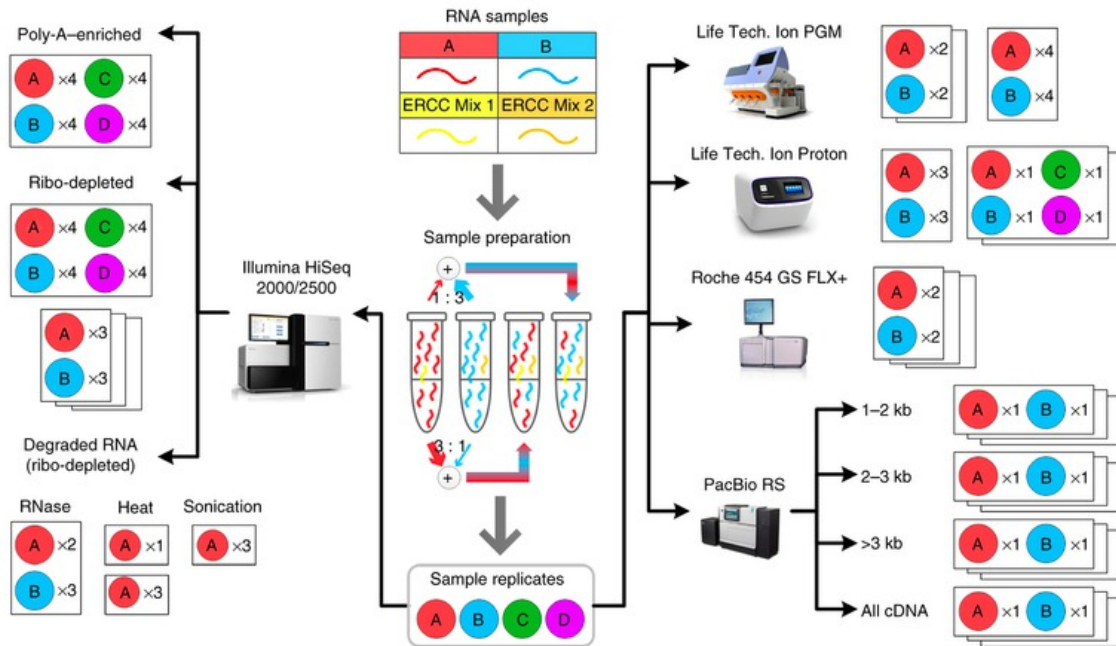 Poly-A–enriched
A ×4 C ×4
B ×4 D ×4
Ribo-depleted
A ×4 C ×4
B ×4 D ×4
A ×3
B ×3
Degraded RNA
(ribo-depleted)
RNase
A ×2
B ×3
Heat
A ×1
A ×3
Sonication
A ×3
Illumina HiSeq
2000/2500
RNA samples
A B
ERCC Mix 1 ERCC Mix 2
Sample preparation
+
1 : 3
3 : 1
+
Sample replicates
A B C D
Life Tech. Ion PGM
A ×2
B ×2
A ×4
B ×4
Life Tech. Ion Proton
A ×3
B ×3
A ×1 C ×1
B ×1 D ×1
Roche 454 GS FLX+
A ×2
B ×2
PacBio RS
1–2 kb
A ×1 B ×1
2–3 kb
A ×1 B ×1
>3 kb
A ×1 B ×1
All cDNA
A ×1 B ×1